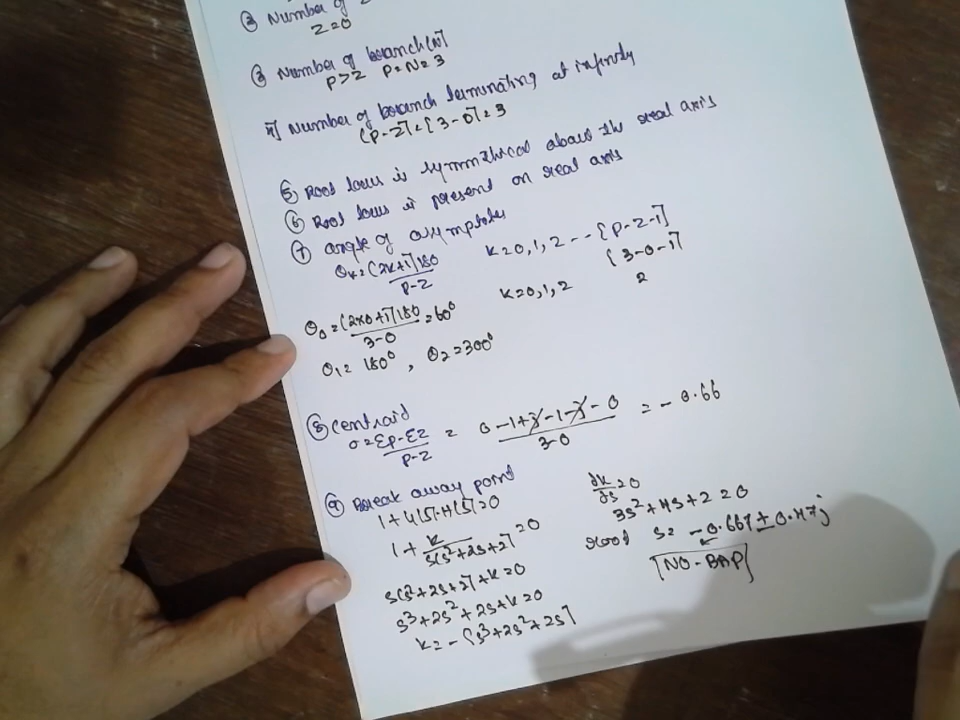 ② Number of Z
Z=0
③ Number of branch[N]
P>Z P=N=3
4] Number of branch terminating at infinity
[P-Z]=[3-0]=3
⑤ Root locus is symmetrical about the real axis
⑥ Root locus is present on real axis
⑦ angle of asymptotes
θk=(2k+1)180/P-Z k=0,1,2--[P-Z-1]
[3-0-1]
k=0,1,2 2
θ0=(2x0+1)180/3-0=60°
θ1=180°, θ2=300°
⑧ Centroid
σ=ΣP-ΣZ/P-Z = 0-1+j-1-j-0/3-0 = -0.66
⑨ Break away point
1+G(S).H(S)=0
1+K/S(S²+2S+2)=0
S(S²+2S+2)+K=0
S³+2S²+2S+K=0
K=-[S³+2S²+2S]
dk/ds=0
3S²+4S+2=0
root S=-0.667±0.47j
[NO-BAP]